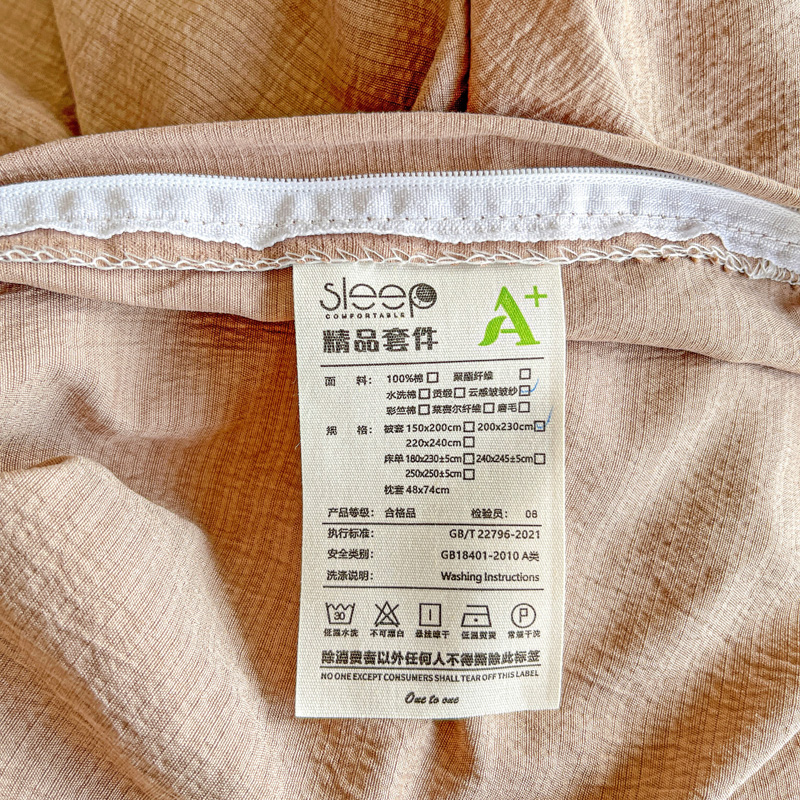 sleep
COMFORTABLE
A+
精品套件
面 料: 100%棉□ 聚酯纤维 □
水洗棉□ 贡缎□ 云感皱皱纱□
彩竺棉□ 莱赛尔纤维□ 磨毛□
规 格: 被套 150x200cm□ 200x230cm□
220x240cm□
床单 180x230±5cm□ 240x245±5cm□
250x250±5cm□
枕套 48x74cm
产品等级: 合格品 检验员: 08
执行标准: GB/T 22796-2021
安全类别: GB18401-2010 A类
洗涤说明: Washing Instructions
30 P
低温水洗 不可漂白 悬挂晾干 低温熨烫 常规干洗
除消费者以外任何人不得撕除此标签
NO ONE EXCEPT CONSUMERS SHALL TEAR OFF THIS LABEL
One to one